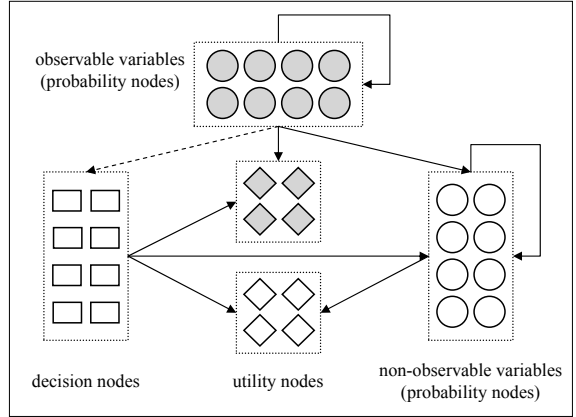 observable variables
(probability nodes)
decision nodes
utility nodes
non-observable variables
(probability nodes)